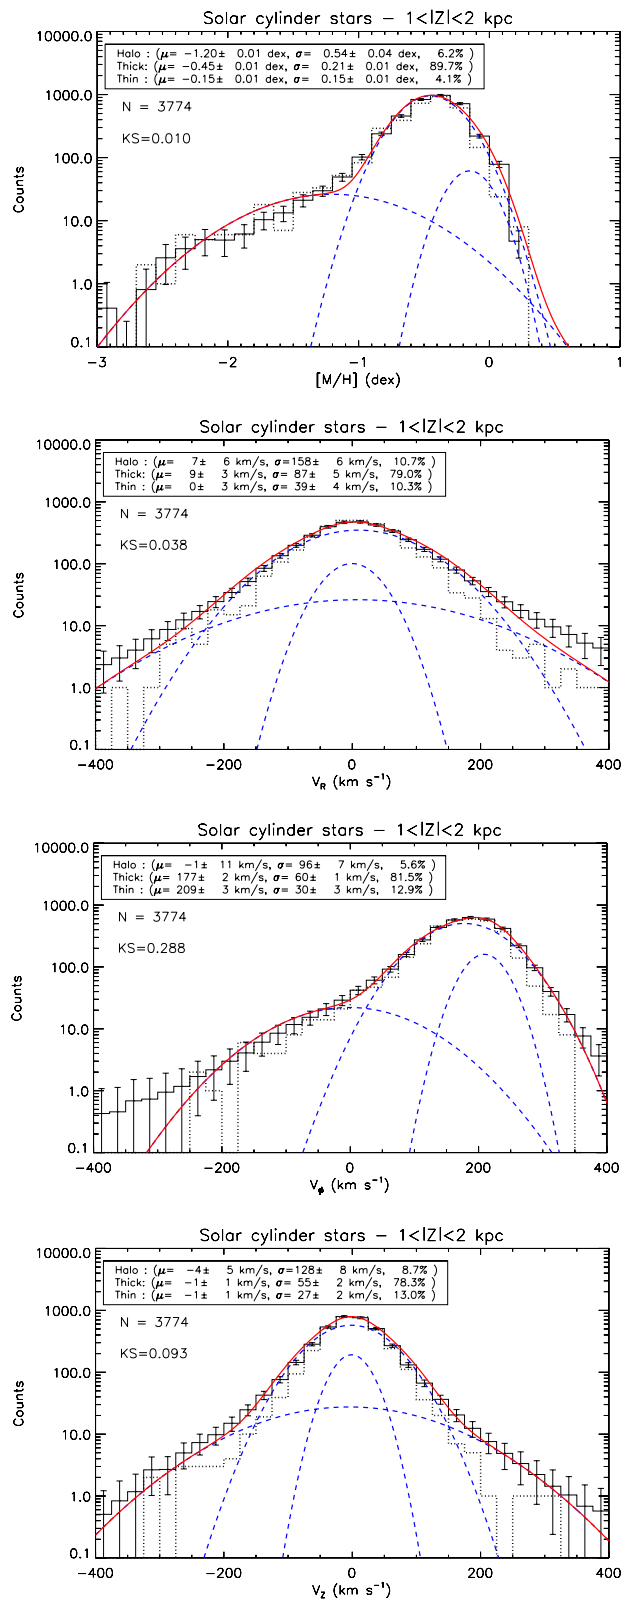 Solar cylinder stars − 1<|Z|<2 kpc
10000.0
Halo : (μ= −1.20± 0.01 dex, σ= 0.54± 0.04 dex, 6.2% )
Thick: (μ= −0.45± 0.01 dex, σ= 0.21± 0.01 dex, 89.7% )
Thin : (μ= −0.15± 0.01 dex, σ= 0.15± 0.01 dex, 4.1% )
1000.0
N = 3774
KS=0.010
100.0
Counts
10.0
1.0
0.1
−3 −2 −1 0 1
[M/H] (dex)
Solar cylinder stars − 1<|Z|<2 kpc
10000.0
Halo : (μ= 7± 6 km/s, σ=158± 6 km/s, 10.7% )
Thick: (μ= 9± 3 km/s, σ= 87± 5 km/s, 79.0% )
Thin : (μ= 0± 3 km/s, σ= 39± 4 km/s, 10.3% )
1000.0
N = 3774
KS=0.038
100.0
Counts
10.0
1.0
0.1
−400 −200 0 200 400
V_R (km s⁻¹)
Solar cylinder stars − 1<|Z|<2 kpc
10000.0
Halo : (μ= −1± 11 km/s, σ= 96± 7 km/s, 5.6% )
Thick: (μ= 177± 2 km/s, σ= 60± 1 km/s, 81.5% )
Thin : (μ= 209± 3 km/s, σ= 30± 3 km/s, 12.9% )
1000.0
N = 3774
KS=0.288
100.0
Counts
10.0
1.0
0.1
−400 −200 0 200 400
V_ϕ (km s⁻¹)
Solar cylinder stars − 1<|Z|<2 kpc
10000.0
Halo : (μ= −4± 5 km/s, σ=128± 8 km/s, 8.7% )
Thick: (μ= −1± 1 km/s, σ= 55± 2 km/s, 78.3% )
Thin : (μ= −1± 1 km/s, σ= 27± 2 km/s, 13.0% )
1000.0
N = 3774
KS=0.093
100.0
Counts
10.0
1.0
0.1
−400 −200 0 200 400
V_Z (km s⁻¹)